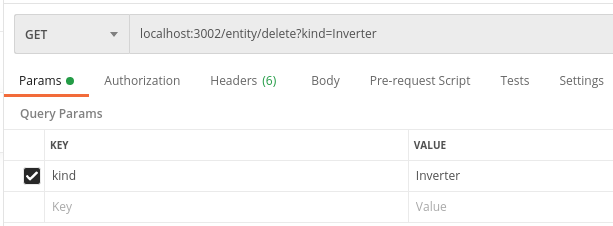 GET localhost:3002/entity/delete?kind=Inverter
Params Authorization Headers (6) Body Pre-request Script Tests Settings
Query Params
KEY VALUE
kind Inverter
Key Value